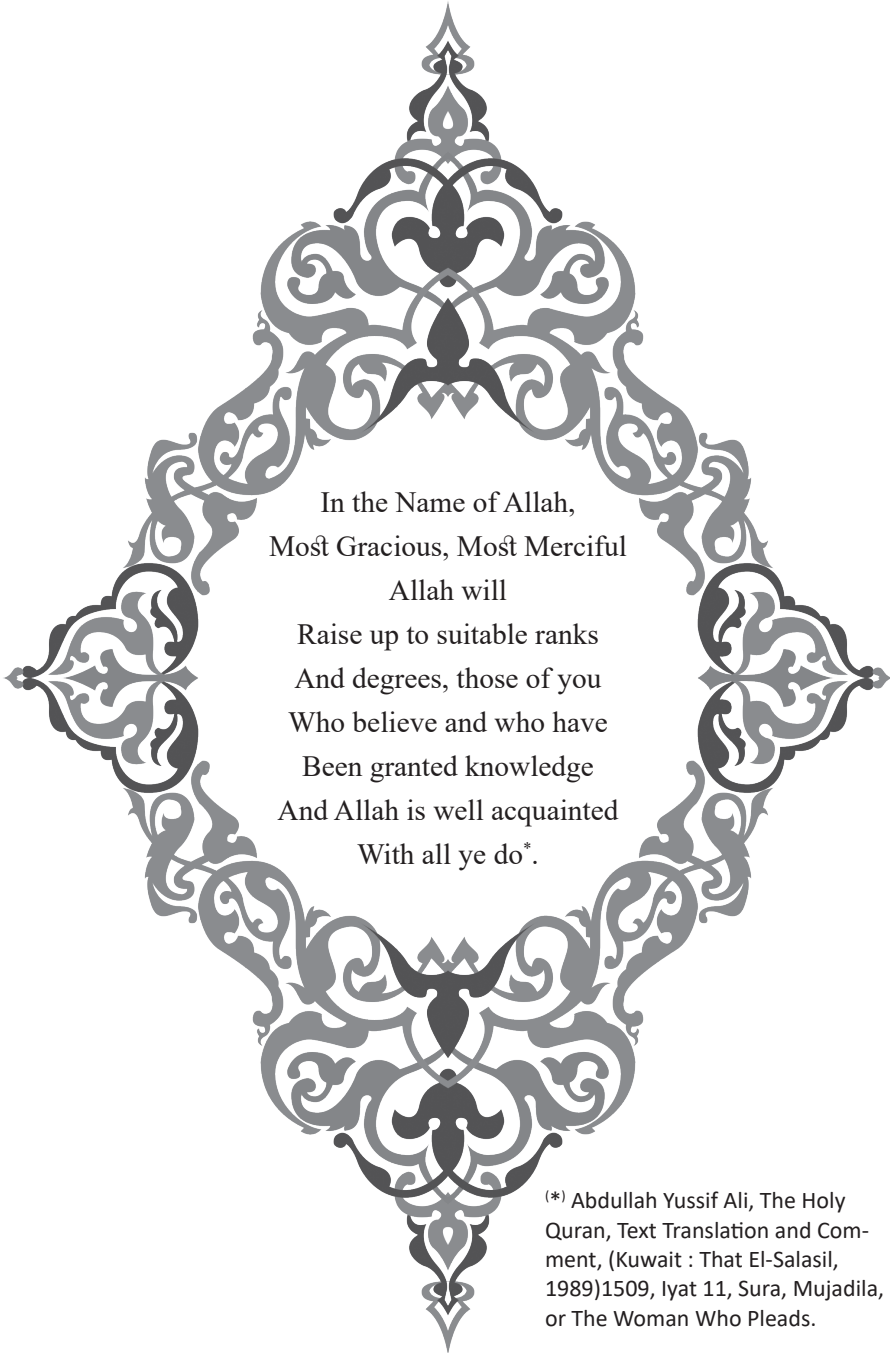 In the Name of Allah,
Most Gracious, Most Merciful
Allah will
Raise up to suitable ranks
And degrees, those of you
Who believe and who have
Been granted knowledge
And Allah is well acquainted
With all ye do*.
(*) Abdullah Yussif Ali, The Holy
Quran, Text Translation and Com-
ment, (Kuwait : That El-Salasil,
1989)1509, Iyat 11, Sura, Mujadila,
or The Woman Who Pleads.